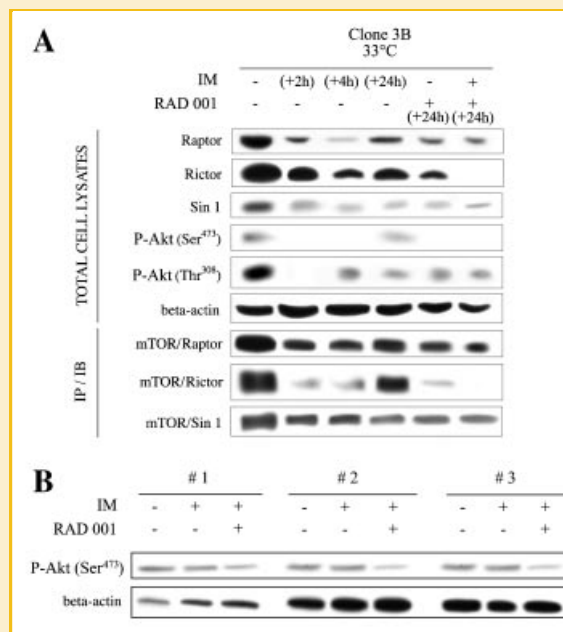 A
Clone 3B
33°C
IM - (+2h) (+4h) (+24h) - +
RAD 001 - - - - + +
(+24h) (+24h)
TOTAL CELL LYSATES
Raptor
Rictor
Sin 1
P-Akt (Ser473)
P-Akt (Thr308)
beta-actin
IP / IB
mTOR/Raptor
mTOR/Rictor
mTOR/Sin 1
B
# 1 # 2 # 3
IM - + + - + + - + +
RAD 001 - - + - - + - - +
P-Akt (Ser473)
beta-actin